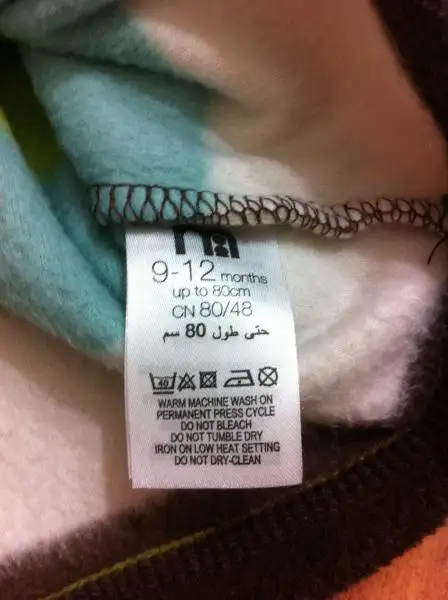 9-12 months
up to 80cm
CN 80/48
حتى طول 80 سم
40
WARM MACHINE WASH ON
PERMANENT PRESS CYCLE
DO NOT BLEACH
DO NOT TUMBLE DRY
IRON ON LOW HEAT SETTING
DO NOT DRY-CLEAN